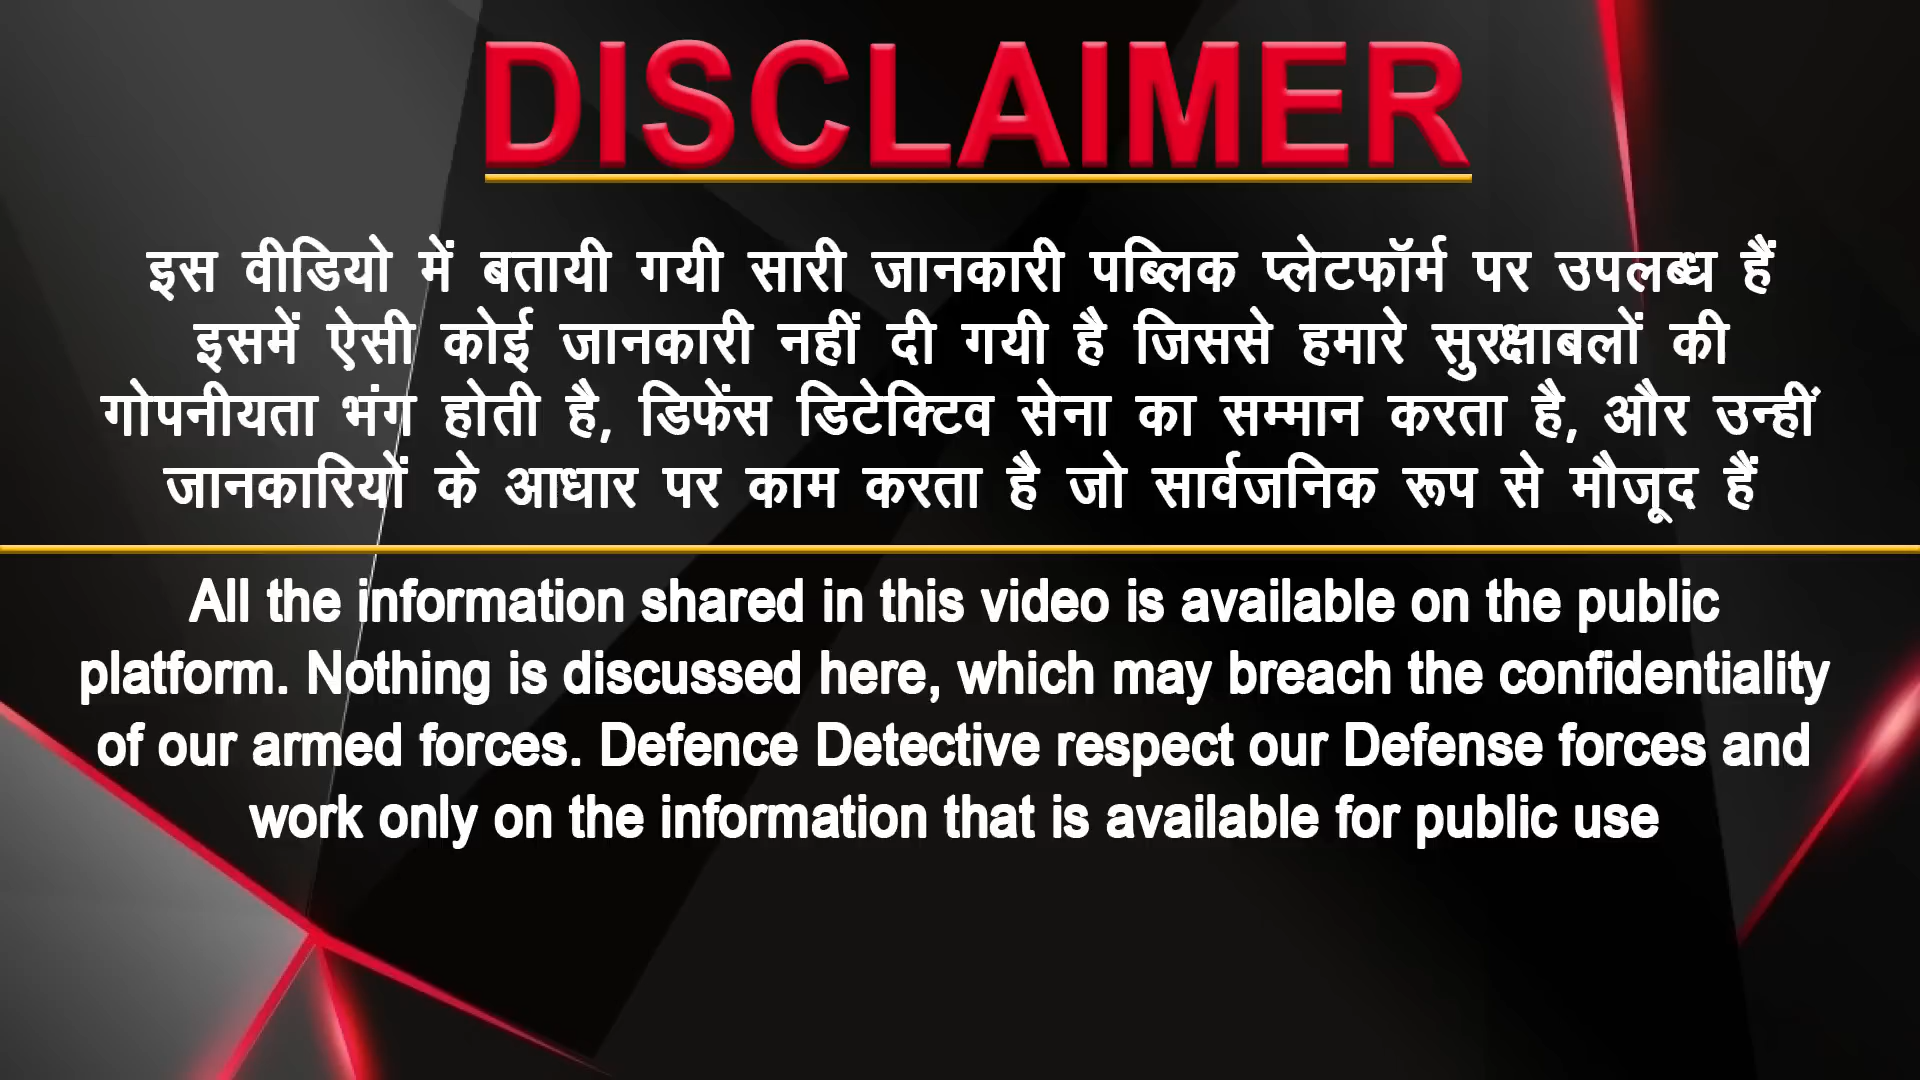 DISCLAIMER
इस वीडियो में बतायी गयी सारी जानकारी पब्लिक प्लेटफॉर्म पर उपलब्ध हैं
इसमें ऐसी कोई जानकारी नहीं दी गयी है जिससे हमारे सुरक्षाबलों की
गोपनीयता भंग होती है, डिफेंस डिटेक्टिव सेना का सम्मान करता है, और उन्हीं
जानकारियों के आधार पर काम करता है जो सार्वजनिक रूप से मौजूद हैं
All the information shared in this video is available on the public
platform. Nothing is discussed here, which may breach the confidentiality
of our armed forces. Defence Detective respect our Defense forces and
work only on the information that is available for public use